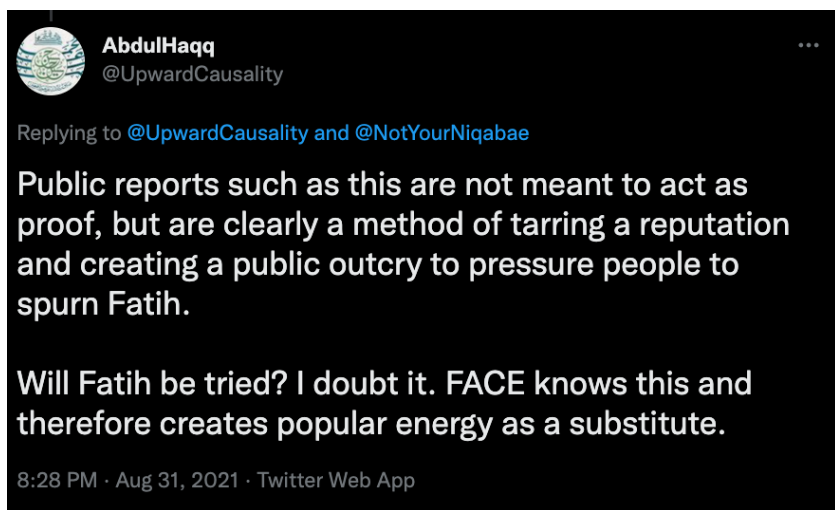 AbdulHaqq
@UpwardCausality
Replying to @UpwardCausality and @NotYourNiqabae
Public reports such as this are not meant to act as
proof, but are clearly a method of tarring a reputation
and creating a public outcry to pressure people to
spurn Fatih.
Will Fatih be tried? I doubt it. FACE knows this and
therefore creates popular energy as a substitute.
8:28 PM · Aug 31, 2021 · Twitter Web App